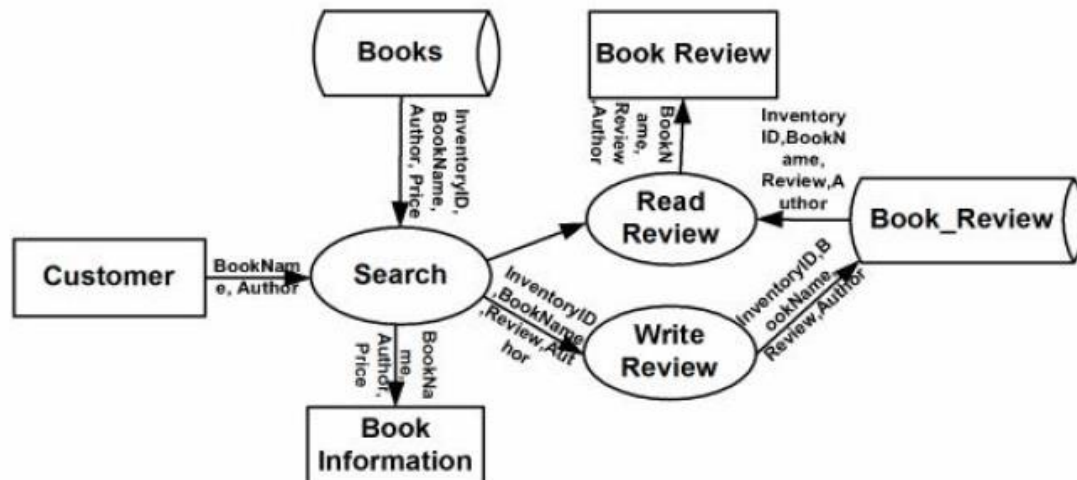 Books
InventoryID,
BookName,
Author, Price
Book Review
BookN
ame,
Review
,Author
Inventory
ID,BookN
ame,
Review,A
uthor
Read
Review
Book_Review
Customer
BookNam
e, Author
Search
InventoryID
,BookName
,Review,Aut
hor
Write
Review
InventoryID,B
ookName
Review,Author
BookNa
me,
Author,
Price
Book
Information